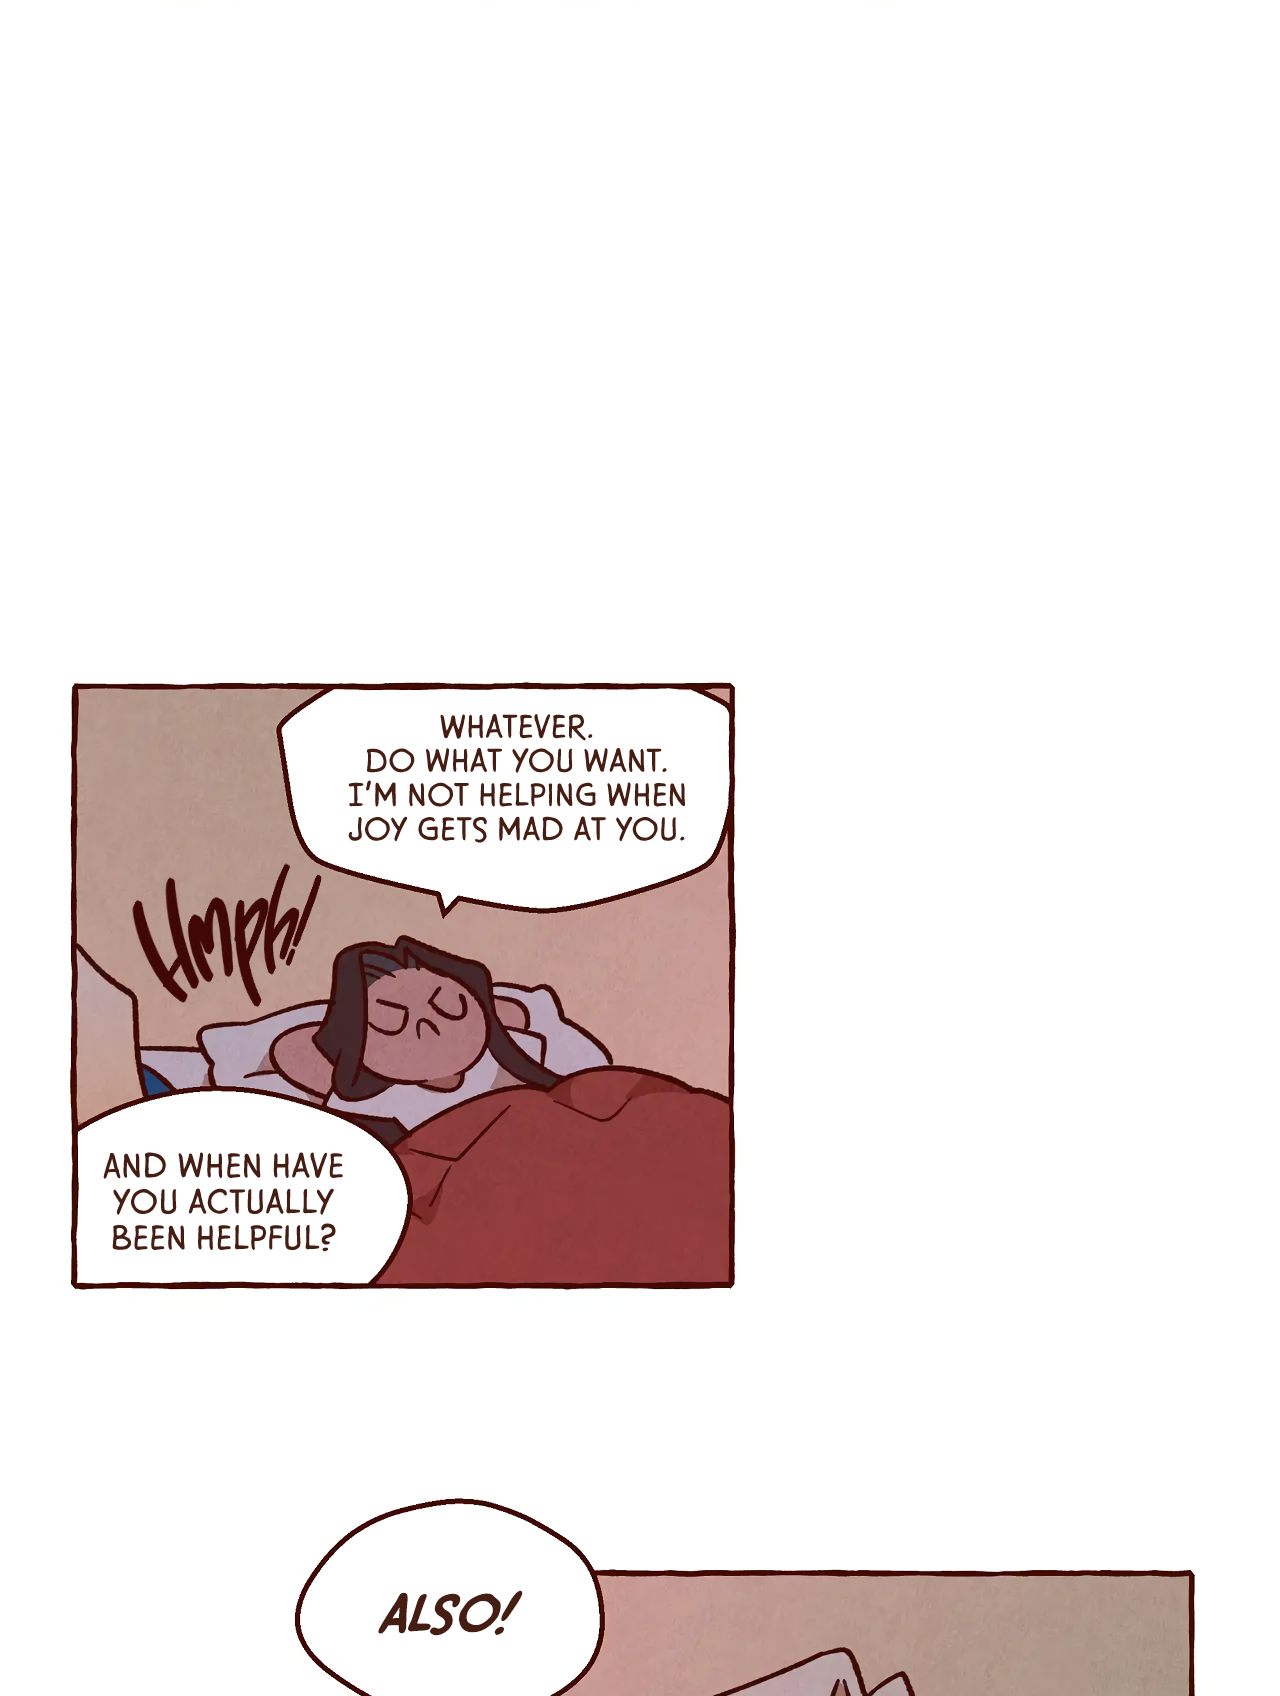 WHATEVER.
DO WHAT YOU WANT.
I'M NOT HELPING WHEN
JOY GETS MAD AT YOU.
HMPH!
AND WHEN HAVE
YOU ACTUALLY
BEEN HELPFUL?
ALSO!